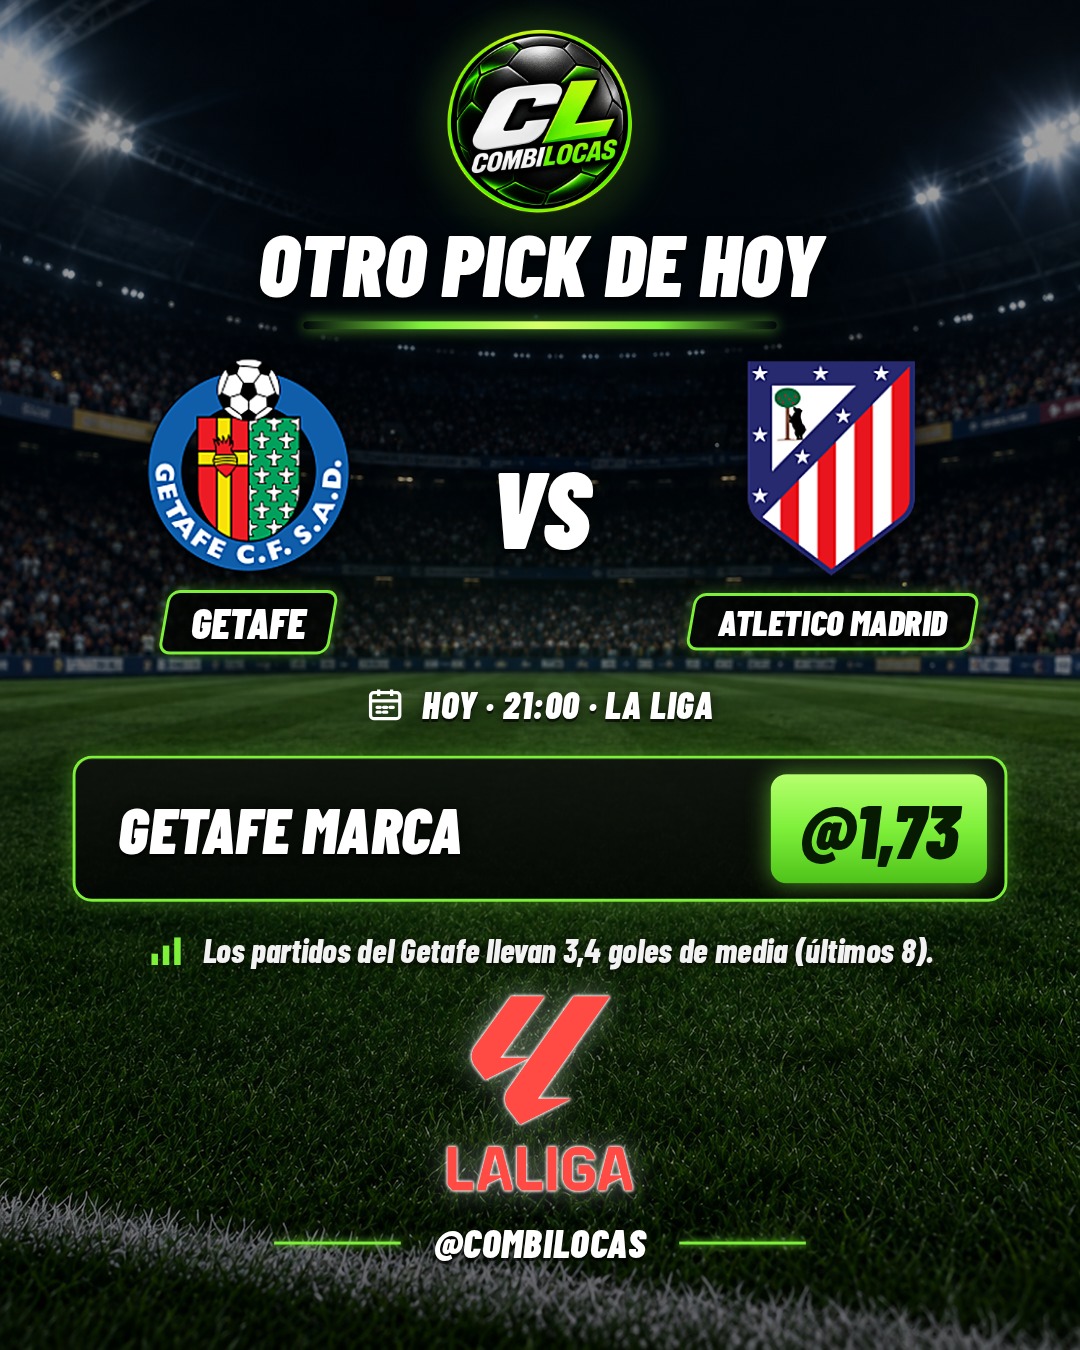 CL
COMBILOCAS
OTRO PICK DE HOY
GETAFE C.F. S.A.D.
VS
GETAFE
ATLETICO MADRID
HOY · 21:00 · LA LIGA
GETAFE MARCA
@1,73
Los partidos del Getafe llevan 3,4 goles de media (últimos 8).
LALIGA
@COMBILOCAS